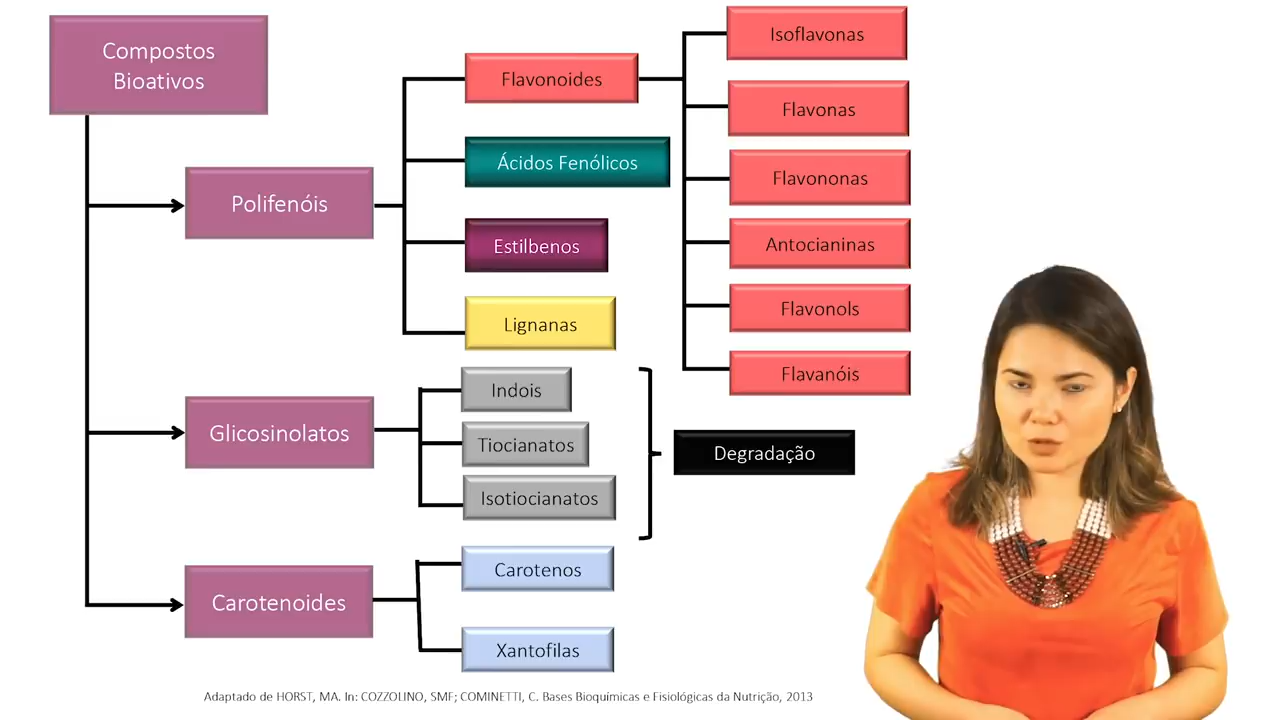 Compostos
Bioativos
Polifenóis
Flavonoides
Isoflavonas
Flavonas
Flavononas
Antocianinas
Flavonols
Flavanóis
Ácidos Fenólicos
Estilbenos
Lignanas
Glicosinolatos
Indois
Tiocianatos
Isotiocianatos
Degradação
Carotenoides
Carotenos
Xantofilas
Adaptado de HORST, MA. In: COZZOLINO, SMF; COMINETTI, C. Bases Bioquímicas e Fisiológicas da Nutrição, 2013